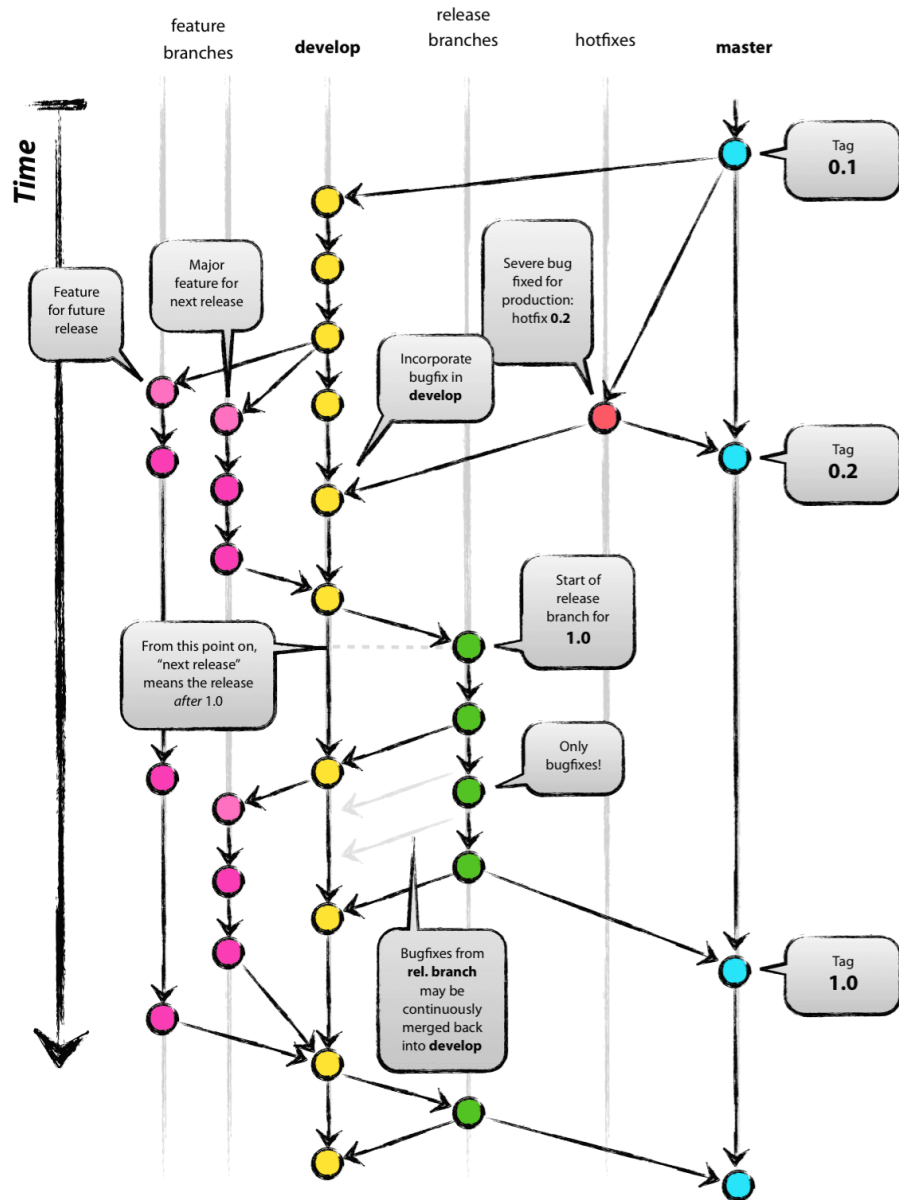 feature
branches
develop
release
branches
hotfixes
master
Time
Tag
0.1
Major
feature for
next release
Severe bug
fixed for
production:
hotfix 0.2
Feature
for future
release
Incorporate
bugfix in
develop
Tag
0.2
Start of
release
branch for
1.0
From this point on,
“next release”
means the release
after 1.0
Only
bugfixes!
Bugfixes from
rel. branch
may be
continuously
merged back
into develop
Tag
1.0